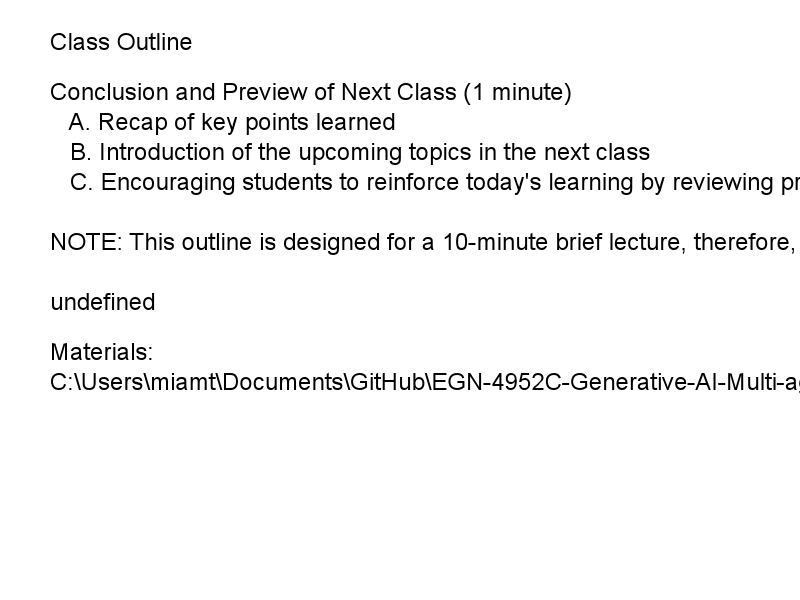 Class Outline
Conclusion and Preview of Next Class (1 minute)
A. Recap of key points learned
B. Introduction of the upcoming topics in the next class
C. Encouraging students to reinforce today's learning by reviewing
NOTE: This outline is designed for a 10-minute brief lecture, therefore,
undefined
Materials:
C:\Users\miamt\Documents\GitHub\EGN-4952C-Generative-AI-Multi-a